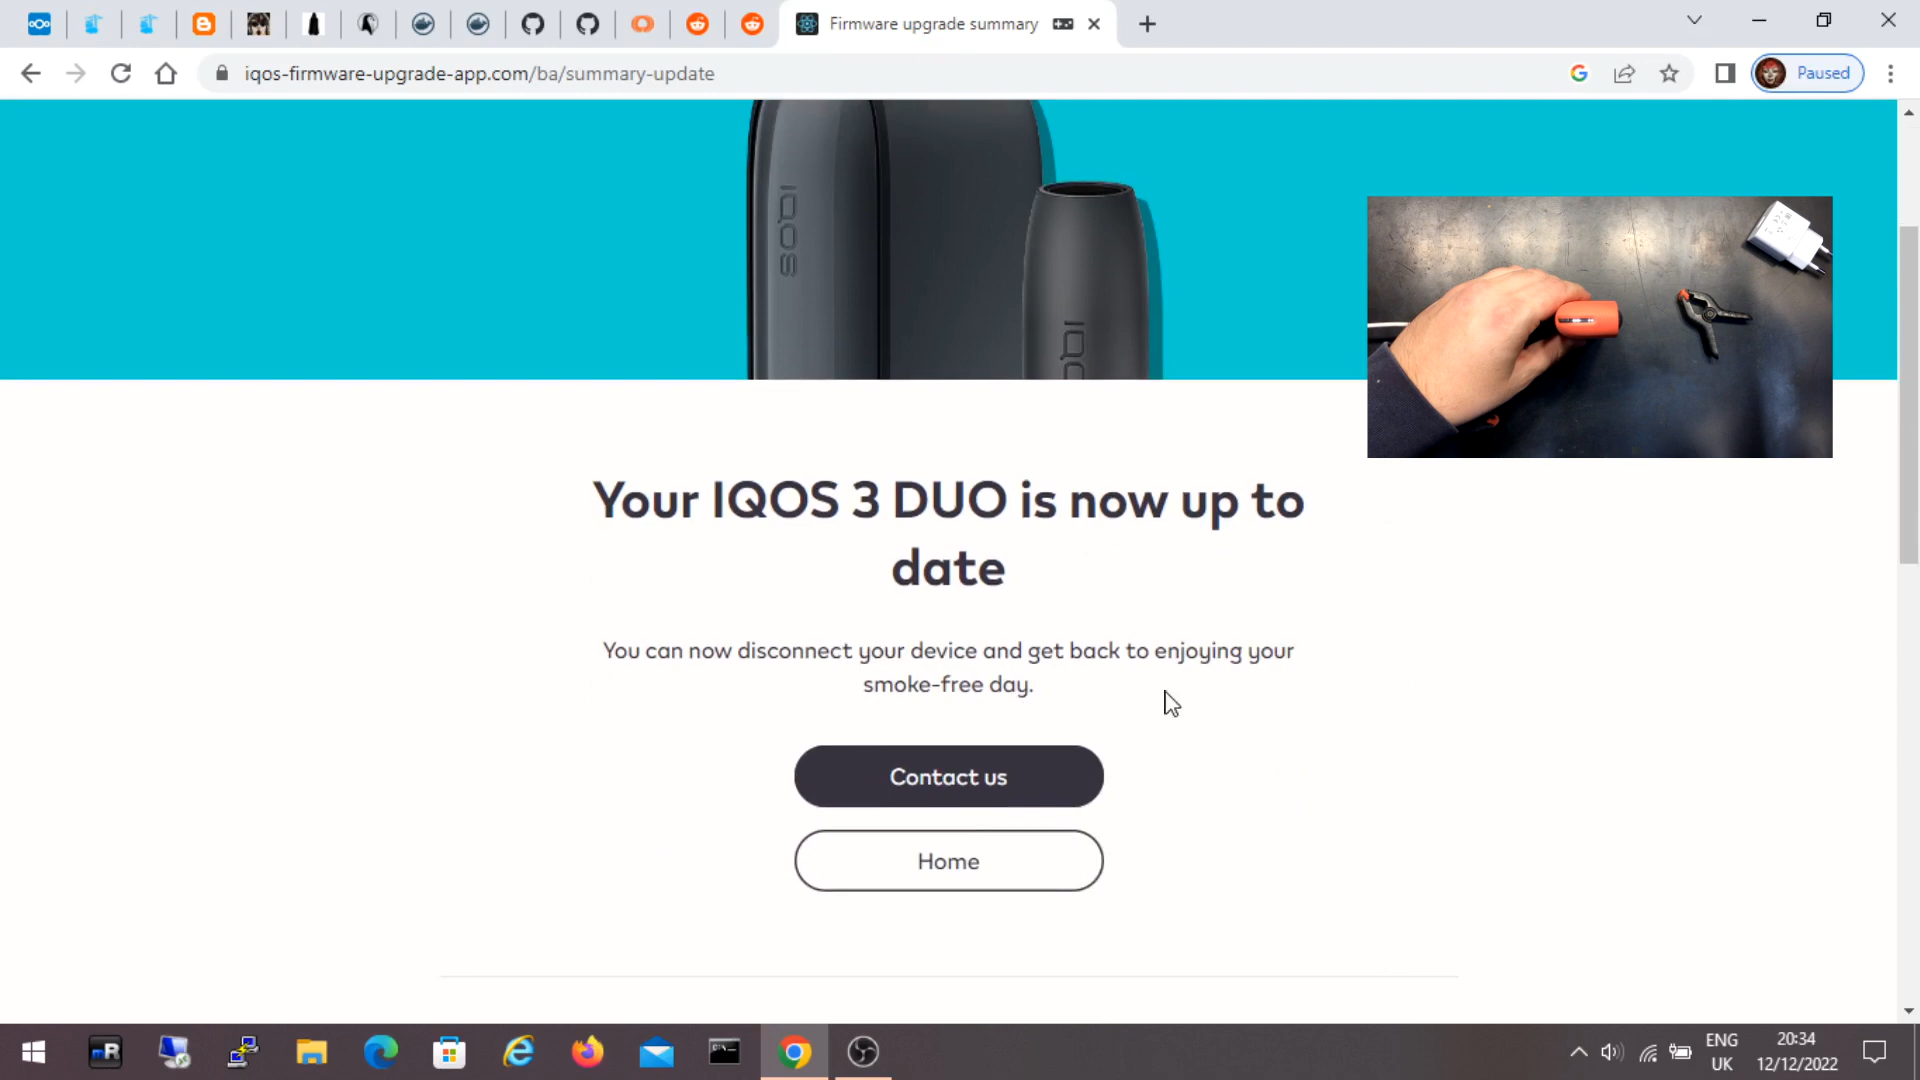 Firmware upgrade summary
iqos-firmware-upgrade-app.com/ba/summary-update
Paused
IQOS
IQOS
Your IQOS 3 DUO is now up to
date
You can now disconnect your device and get back to enjoying your
smoke-free day.
Contact us
Home
mR
ENG
UK
20:34
12/12/2022